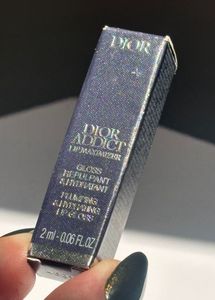 DIOR
DIOR
ADDICT
LIP MAXIMIZER
GLOSS
REPULPANT
& HYDRATANT
PLUMPING
& HYDRATING
LIP GLOSS
2 ml - 0.06 FL.OZ